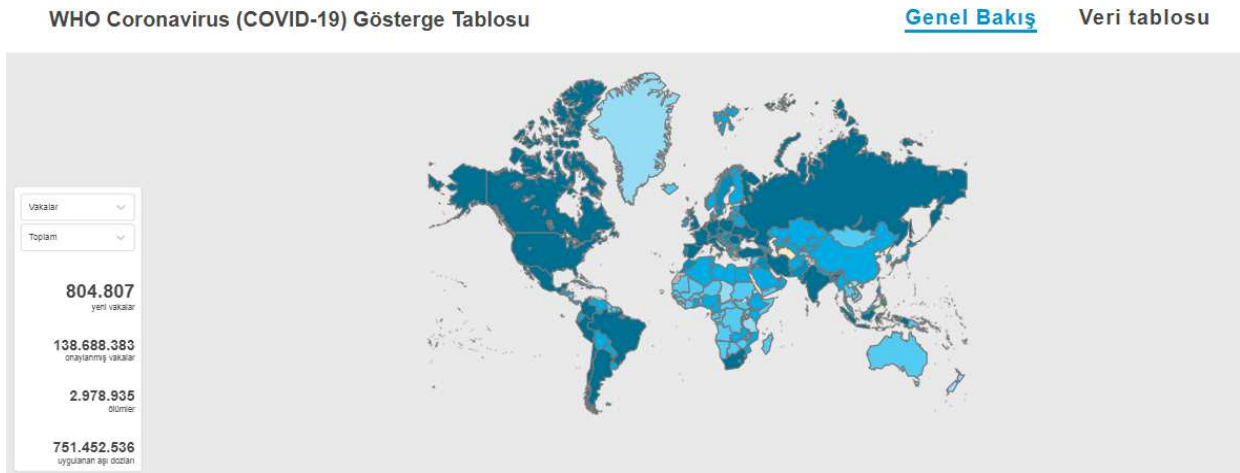 WHO Coronavirus (COVID-19) Gösterge Tablosu
Genel Bakış
Veri tablosu
Vakalar
Toplam
804.807
yeni vakalar
138.688.383
onaylanmış vakalar
2.978.935
ölümler
751.452.536
uygulanan aşı dozları